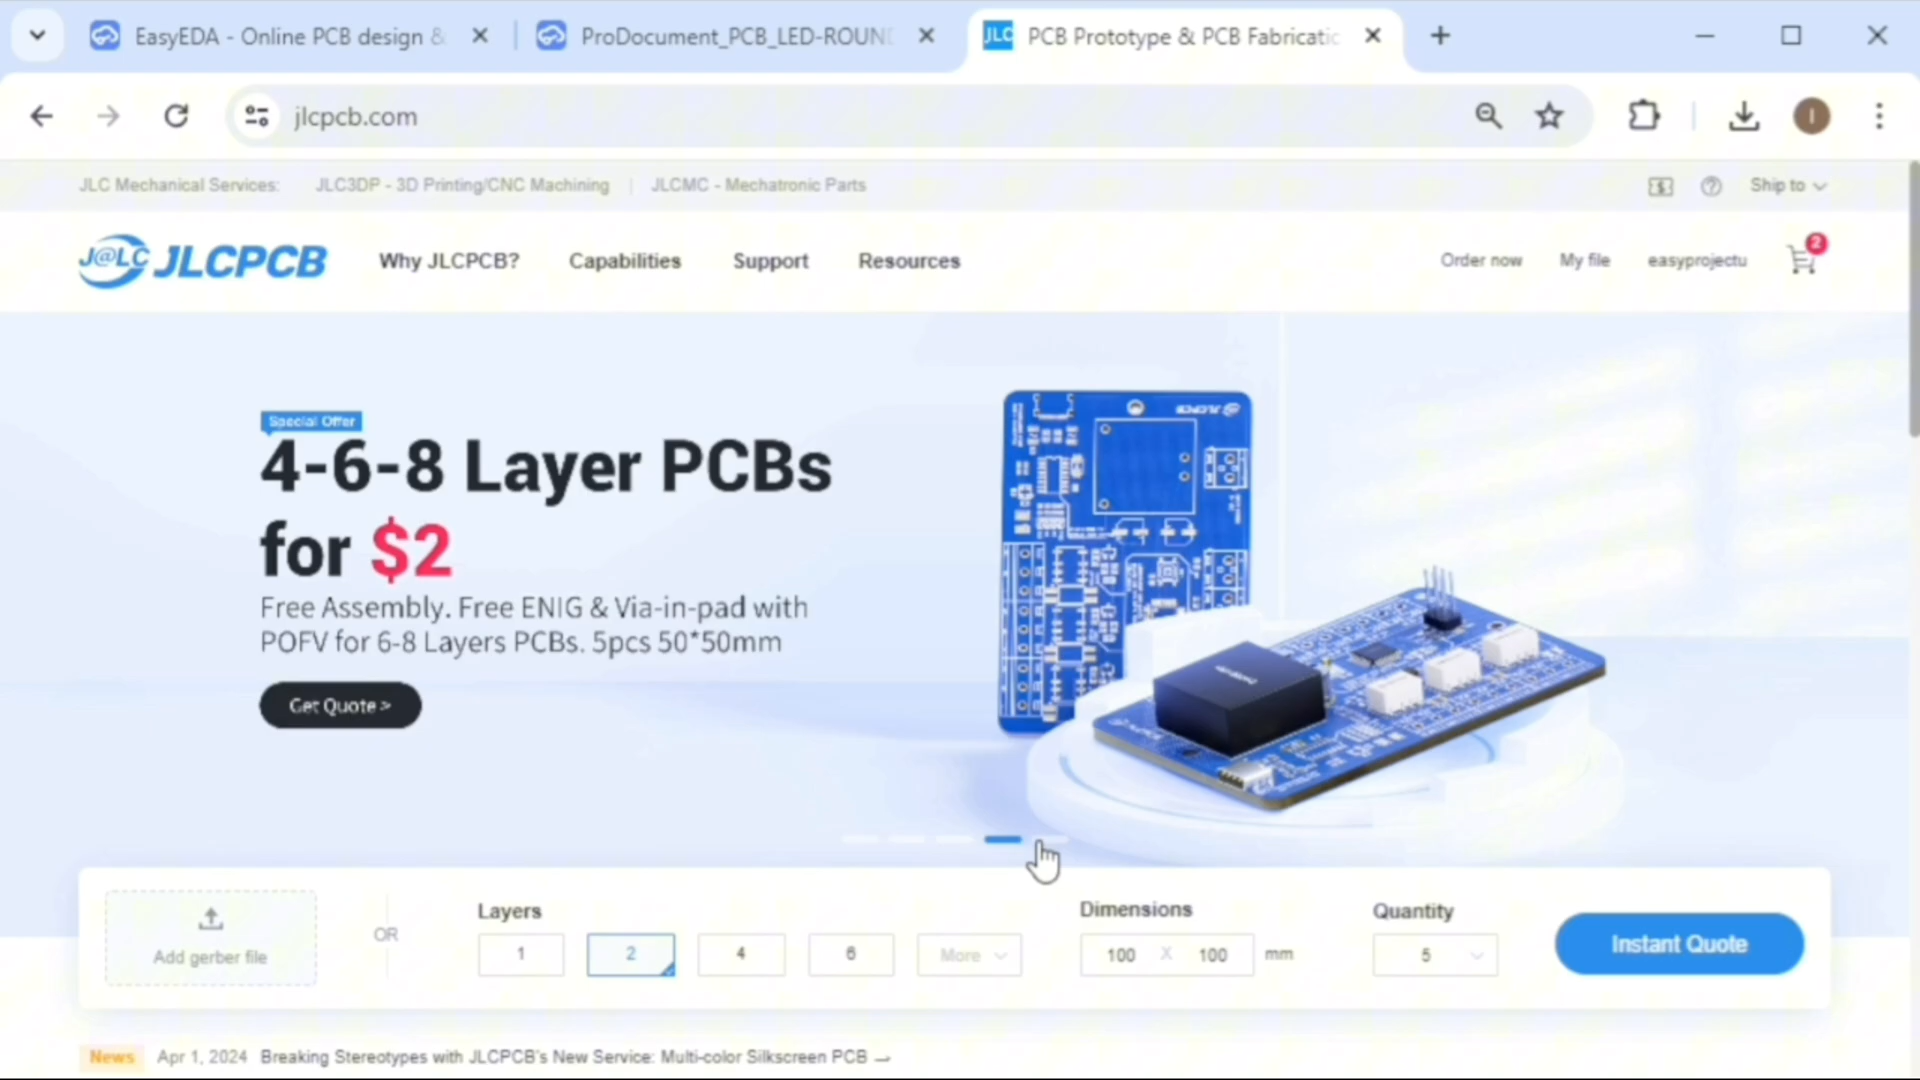 EasyEDA - Online PCB design &
ProDocument_PCB_LED-ROUND
JLC PCB Prototype & PCB Fabricatic
jlcpcb.com
I
JLC Mechanical Services: JLC3DP - 3D Printing/CNC Machining | JLCMC - Mechatronic Parts
Ship to
J@LC JLCPCB
Why JLCPCB?
Capabilities
Support
Resources
Order now
My file
easyprojectu
2
Special Offer
4-6-8 Layer PCBs
for $2
Free Assembly. Free ENIG & Via-in-pad with
POFV for 6-8 Layers PCBs. 5pcs 50*50mm
Get Quote >
Add gerber file
OR
Layers
1
2
4
6
More
Dimensions
100 X 100 mm
Quantity
5
Instant Quote
News Apr 1, 2024 Breaking Stereotypes with JLCPCB's New Service: Multi-color Silkscreen PCB